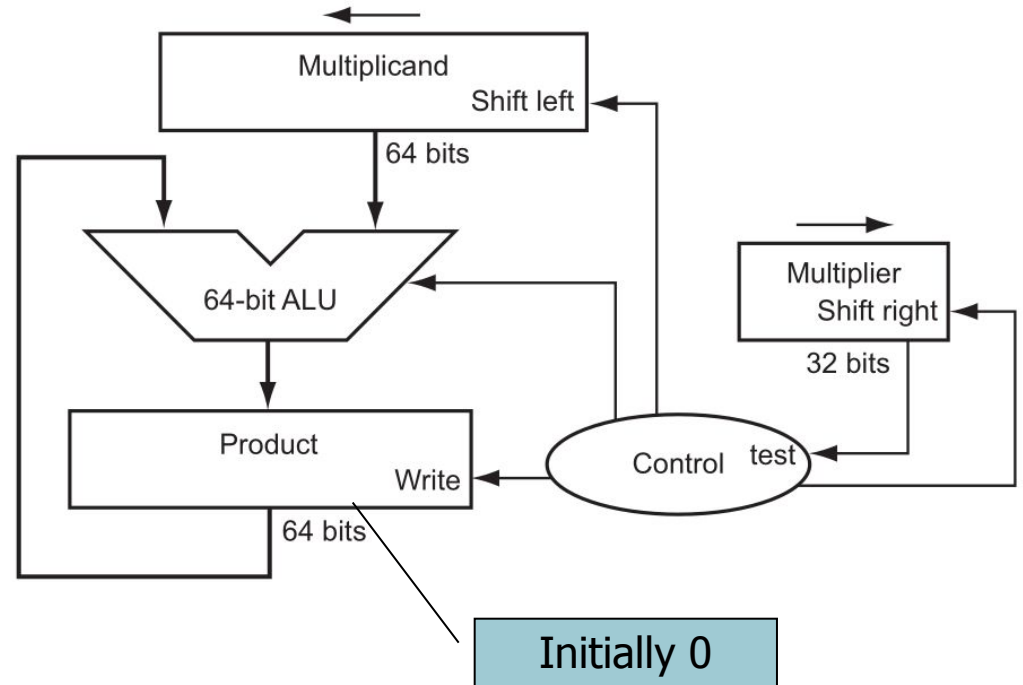 Multiplicand
Shift left
64 bits
64-bit ALU
Multiplier
Shift right
32 bits
Product
Write
64 bits
Control
test
Initially 0